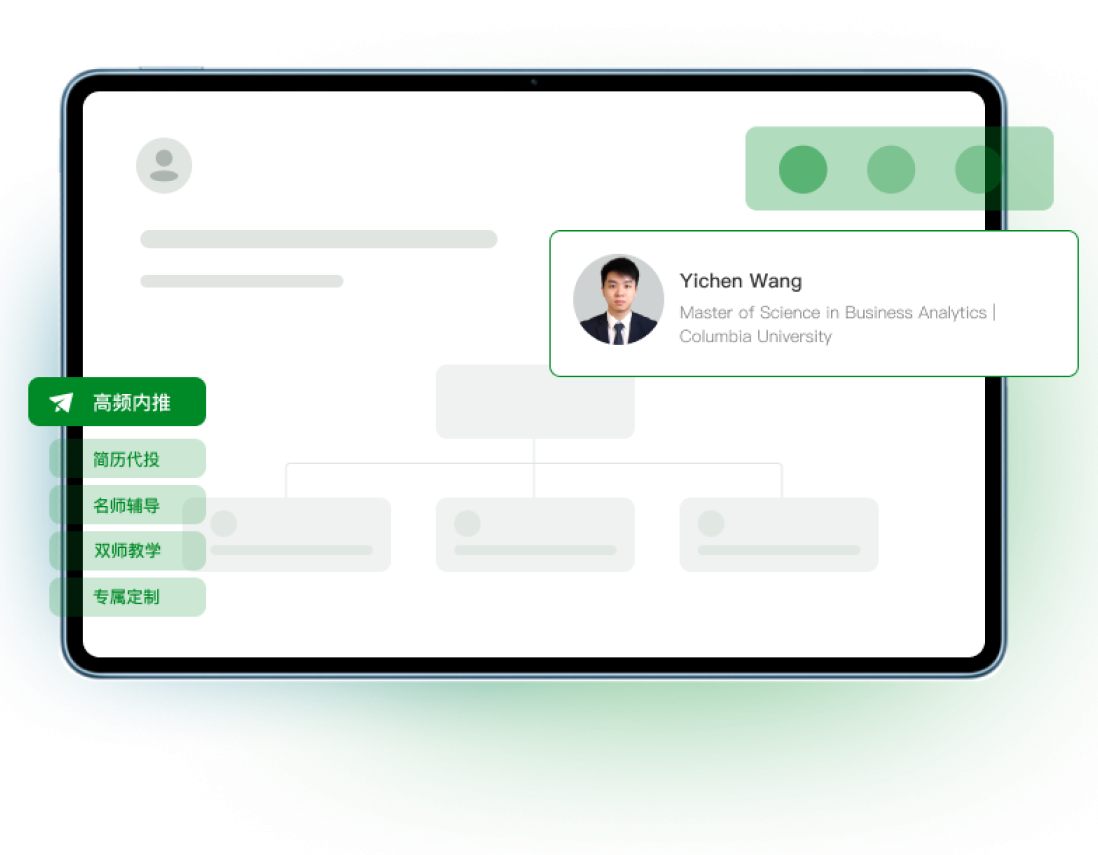 Yichen Wang
Master of Science in Business Analytics |
Columbia University
高频内推
简历代投
名师辅导
双师教学
专属定制